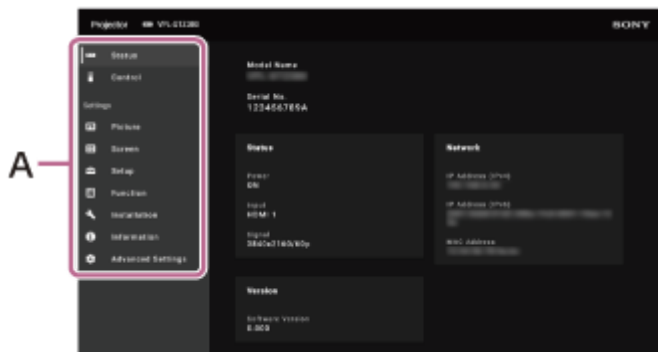 Projector VPL-
SONY
A
Status
Control
Settings
Picture
Screen
Setup
Function
Installation
Information
Advanced Settings
Model Name
Serial No.
123456789A
Status
Power
ON
Input
HDMI 1
Signal
3840x2160/60p
Network
IP Address (IPv4)
IP Address (IPv6)
MAC Address
Version
Software Version
0.000